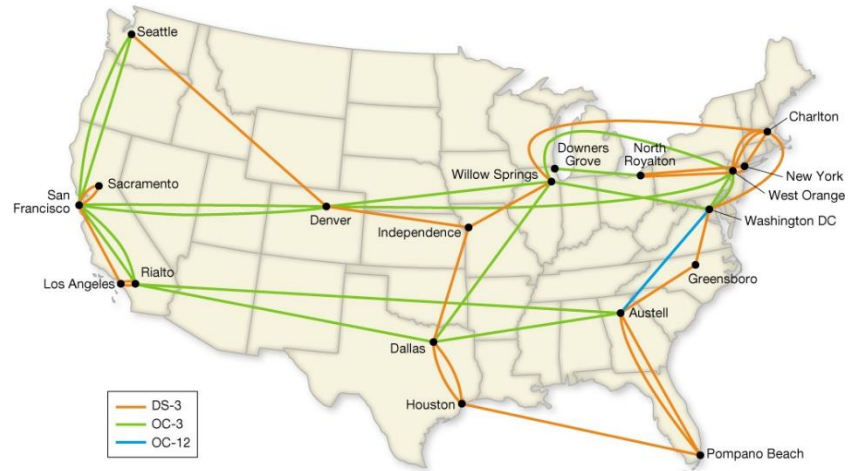 Seattle
Charlton
Downers
Grove
North
Royalton
Willow Springs
New York
Sacramento
West Orange
San
Francisco
Denver
Washington DC
Independence
Greensboro
Los Angeles
Rialto
Austell
Dallas
Houston
DS-3
OC-3
OC-12
Pompano Beach